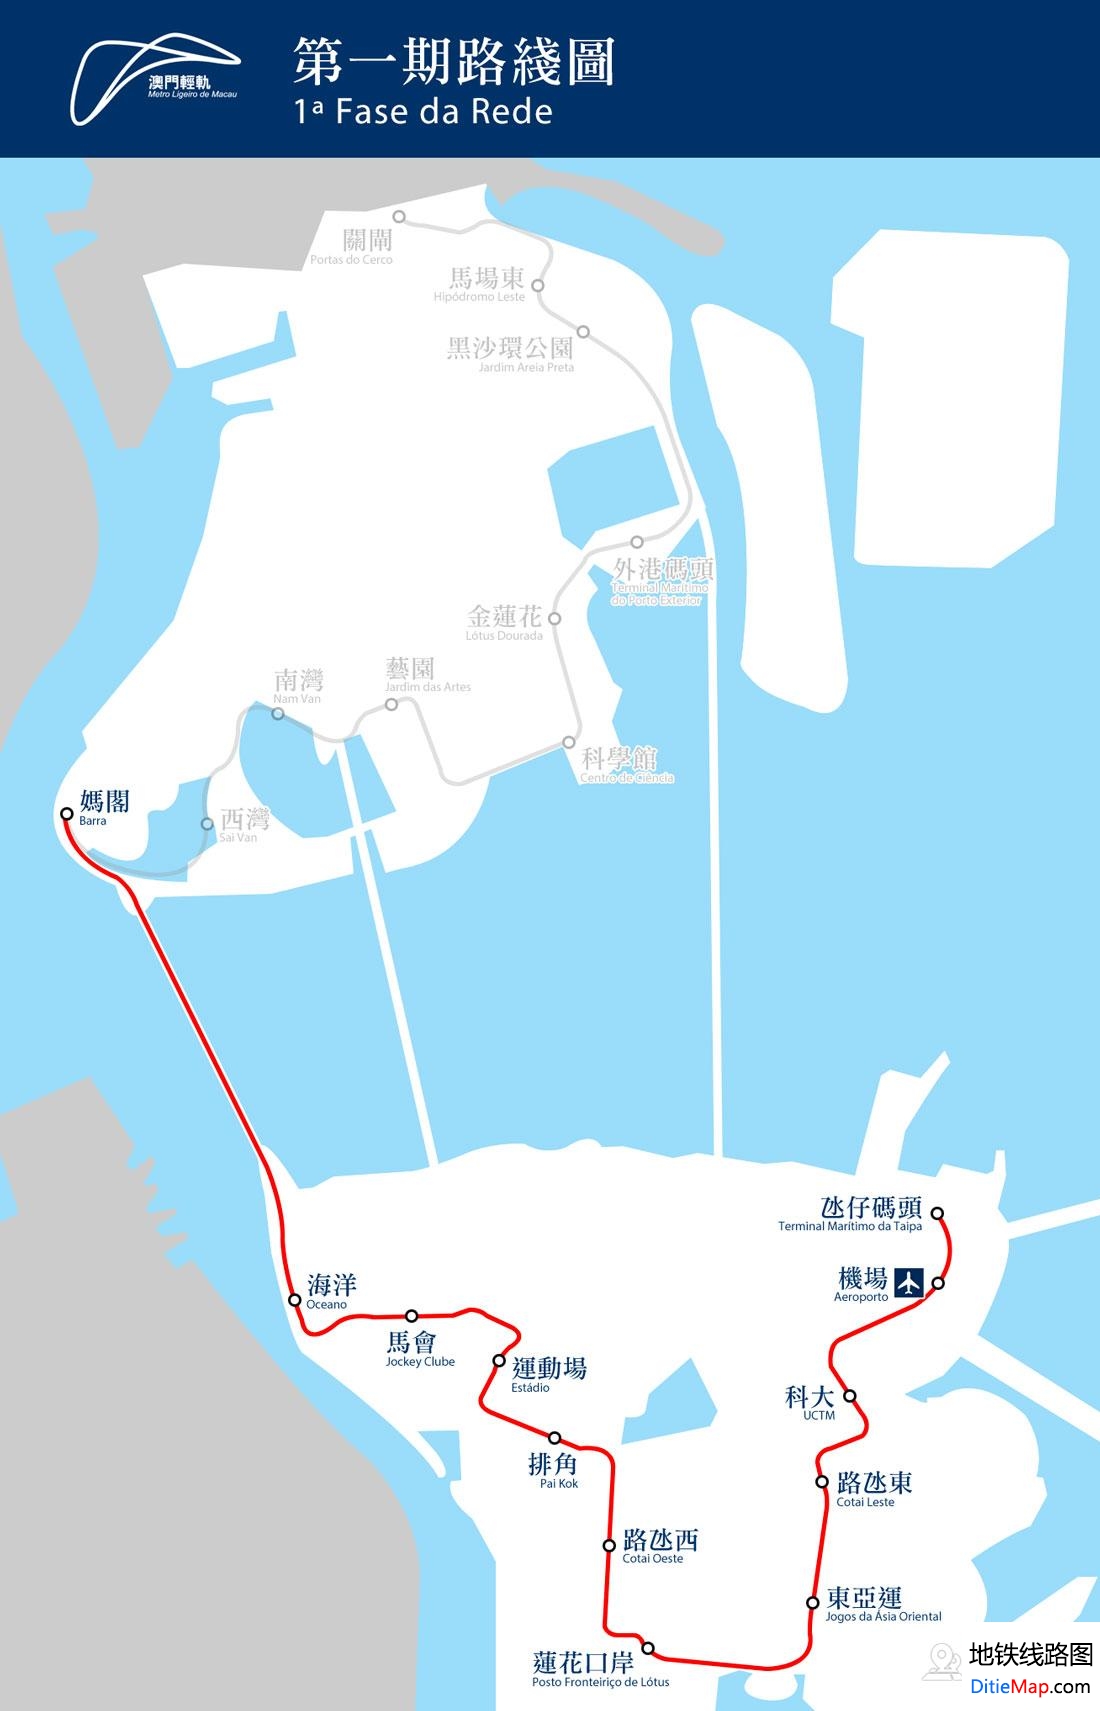 澳門輕軌
Metro Ligeiro de Macau
第一期路綫圖
1ª Fase da Rede
關閘
Portas do Cerco
馬場東
Hipódromo Leste
黑沙環公園
Jardim Areia Preta
外港碼頭
Terminal Marítimo
do Porto Exterior
金蓮花
Lótus Dourada
藝園
Jardim das Artes
南灣
Nam Van
科學館
Centro de Ciência
媽閣
Barra
西灣
Sai Van
氹仔碼頭
Terminal Marítimo da Taipa
機場
Aeroporto
海洋
Oceano
馬會
Jockey Clube
運動場
Estádio
科大
UCTM
排角
Pai Kok
路氹東
Cotai Leste
路氹西
Cotai Oeste
東亞運
Jogos da Ásia Oriental
蓮花口岸
Posto Fronteiriço de Lótus
地铁线路图
DitieMap.com